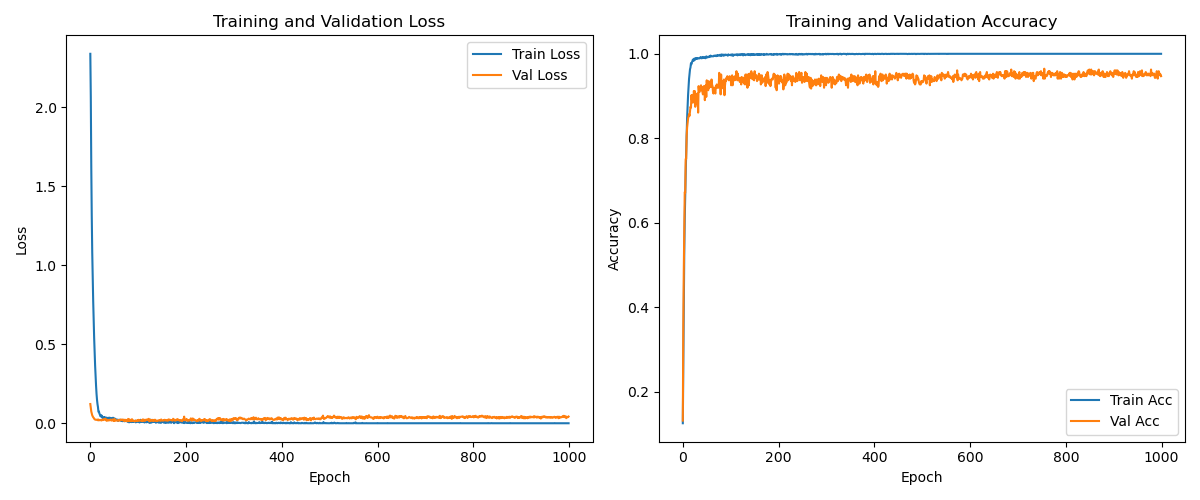 Training and Validation Loss
Train Loss
Val Loss
2.0
1.5
1.0
0.5
0.0
Loss
0 200 400 600 800 1000
Epoch
Training and Validation Accuracy
1.0
0.8
0.6
0.4
0.2
Accuracy
Train Acc
Val Acc
0 200 400 600 800 1000
Epoch